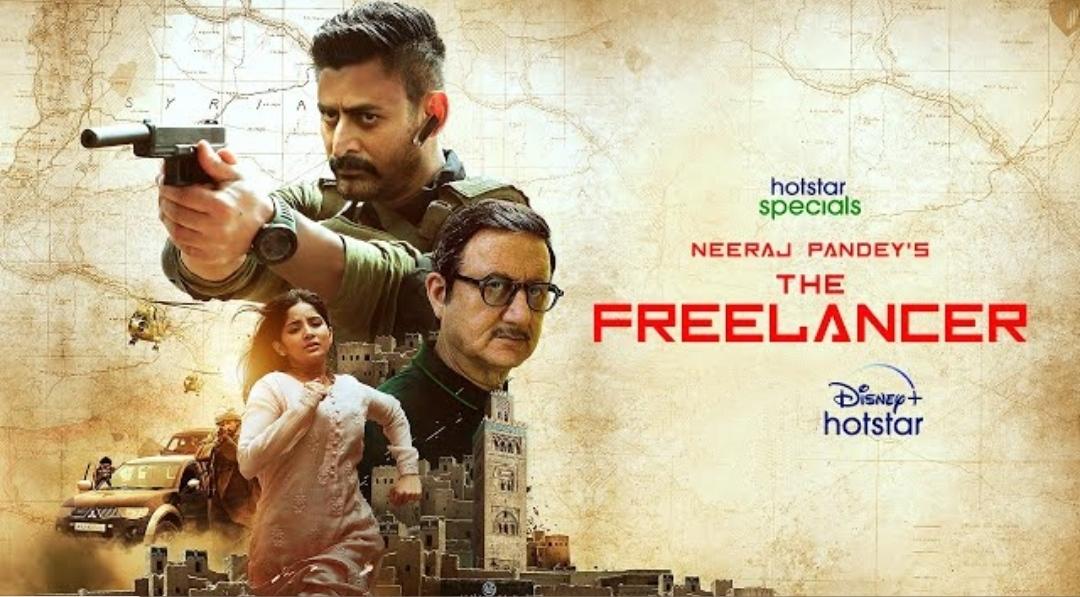 SYRIA
hotstar
specials
NEERAJ PANDEY'S
THE
FREELANCER
Disney+
hotstar